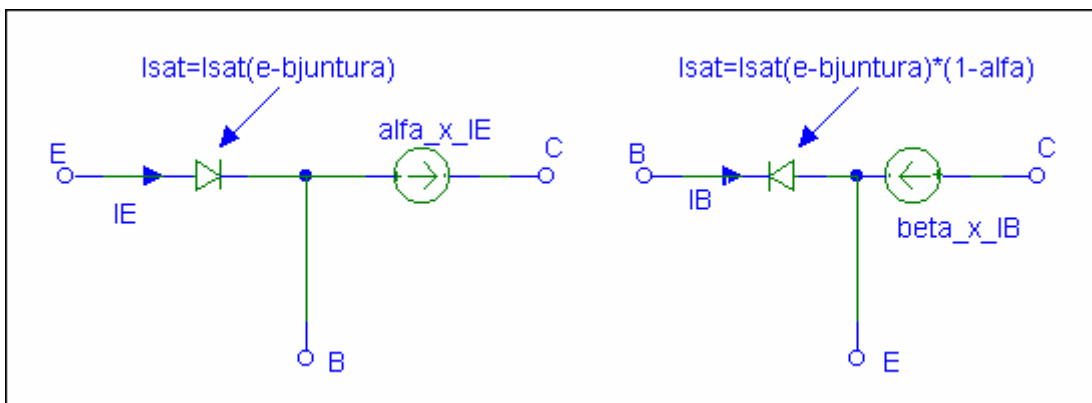 Isat=Isat(e-bjuntura)
alfa_x_IE
E
C
IE
B
Isat=Isat(e-bjuntura)*(1-alfa)
B
C
IB
beta_x_IB
E